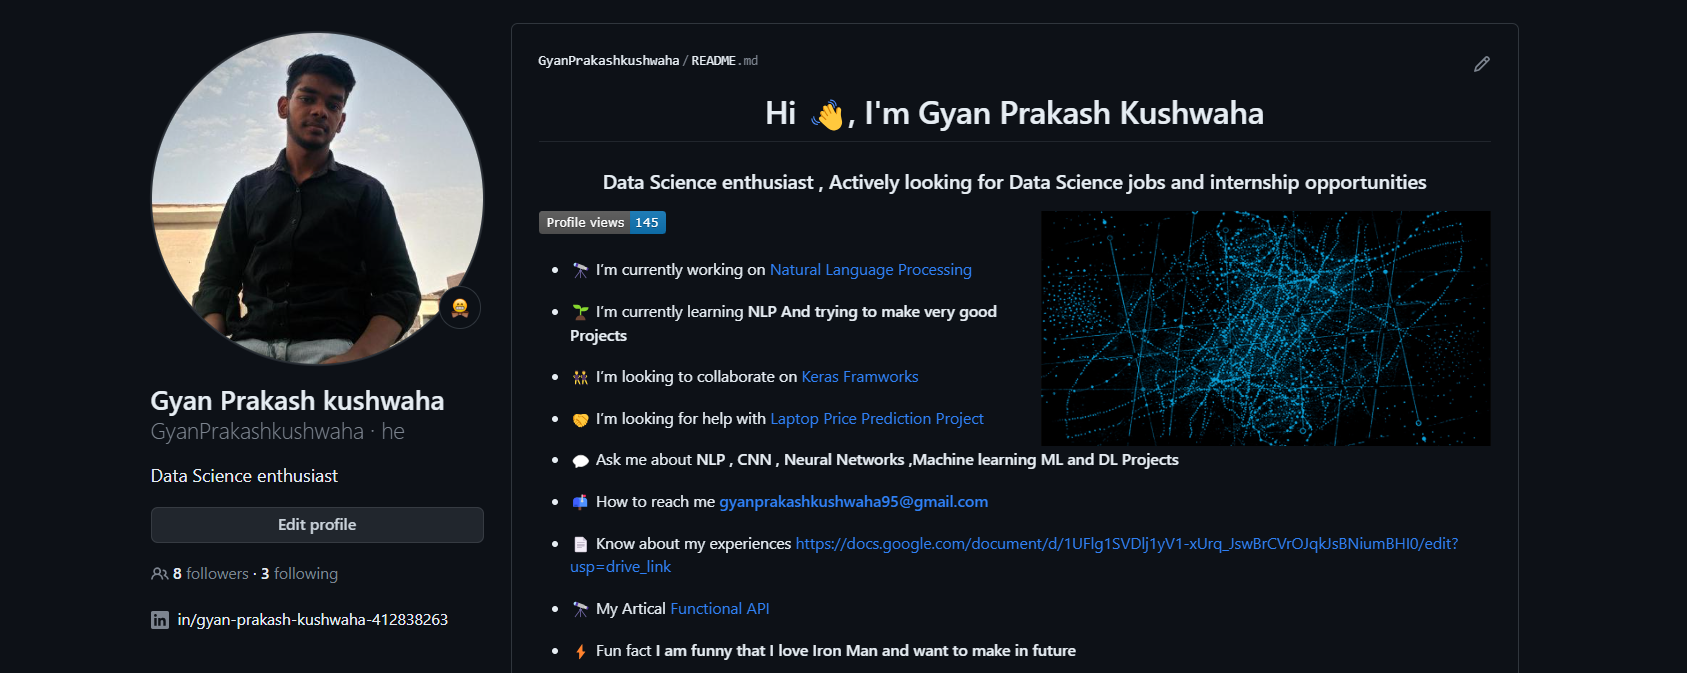 Gyan Prakash kushwaha
GyanPrakashkushwaha · he
Data Science enthusiast
Edit profile
8 followers · 3 following
in/gyan-prakash-kushwaha-412838263
GyanPrakashkushwaha / README.md
Hi 👋, I'm Gyan Prakash Kushwaha
Data Science enthusiast , Actively looking for Data Science jobs and internship opportunities
Profile views 145
🔭 I’m currently working on Natural Language Processing
🌱 I’m currently learning NLP And trying to make very good
Projects
👯 I’m looking to collaborate on Keras Framworks
🤝 I’m looking for help with Laptop Price Prediction Project
💬 Ask me about NLP , CNN , Neural Networks ,Machine learning ML and DL Projects
📫 How to reach me gyanprakashkushwaha95@gmail.com
📄 Know about my experiences https://docs.google.com/document/d/1UFlg1SVDlj1yV1-xUrq_JswBrCVrOJqkJsBNiumBHI0/edit?
usp=drive_link
🔭 My Artical Functional API
⚡ Fun fact I am funny that I love Iron Man and want to make in future